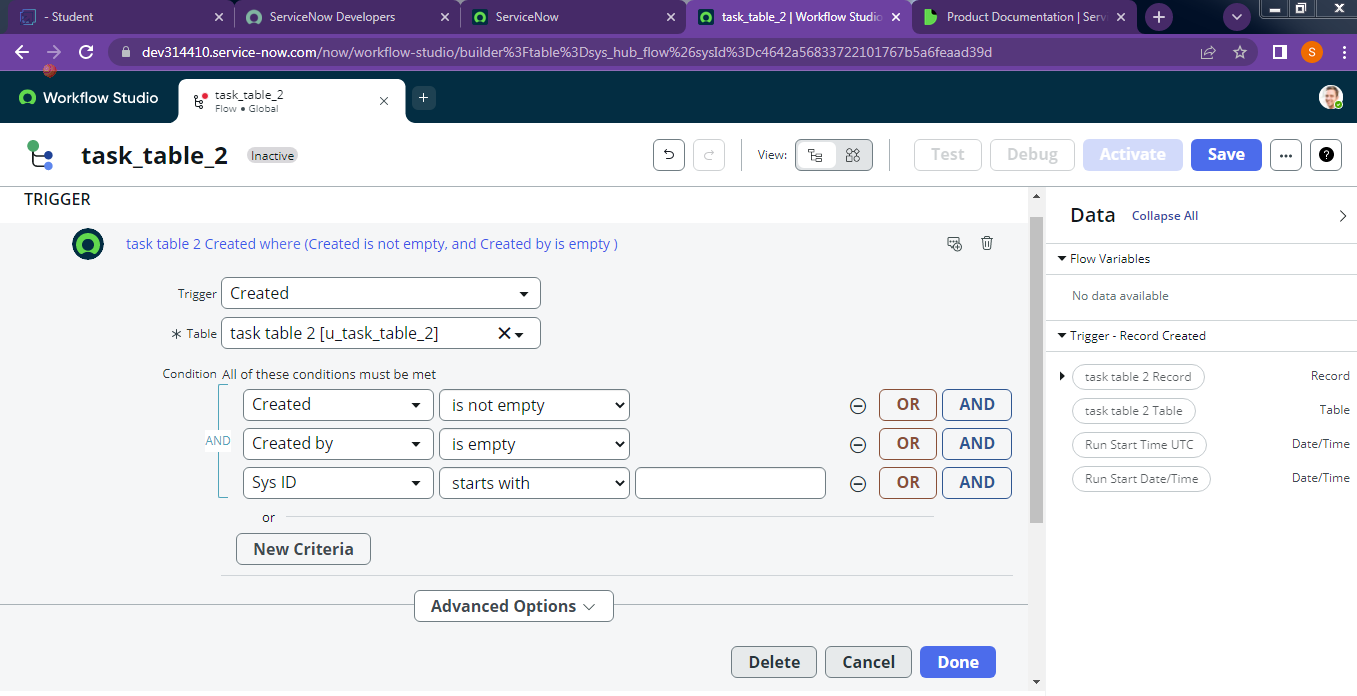 - Student
ServiceNow Developers
ServiceNow
task_table_2 | Workflow Studio
Product Documentation | Serv
dev314410.service-now.com/now/workflow-studio/builder%3Ftable%3Dsys_hub_flow%26sysId%3Dc4642a56833722101767b5a6feaad39d
S
Workflow Studio
task_table_2
Flow • Global
task_table_2
Inactive
View:
Test
Debug
Activate
Save
TRIGGER
task table 2 Created where (Created is not empty, and Created by is empty )
Trigger
Created
* Table
task table 2 [u_task_table_2]
Condition
All of these conditions must be met
AND
Created
is not empty
OR
AND
Created by
is empty
OR
AND
Sys ID
starts with
OR
AND
or
New Criteria
Advanced Options
Delete
Cancel
Done
Data
Collapse All
Flow Variables
No data available
Trigger - Record Created
task table 2 Record
Record
task table 2 Table
Table
Run Start Time UTC
Date/Time
Run Start Date/Time
Date/Time